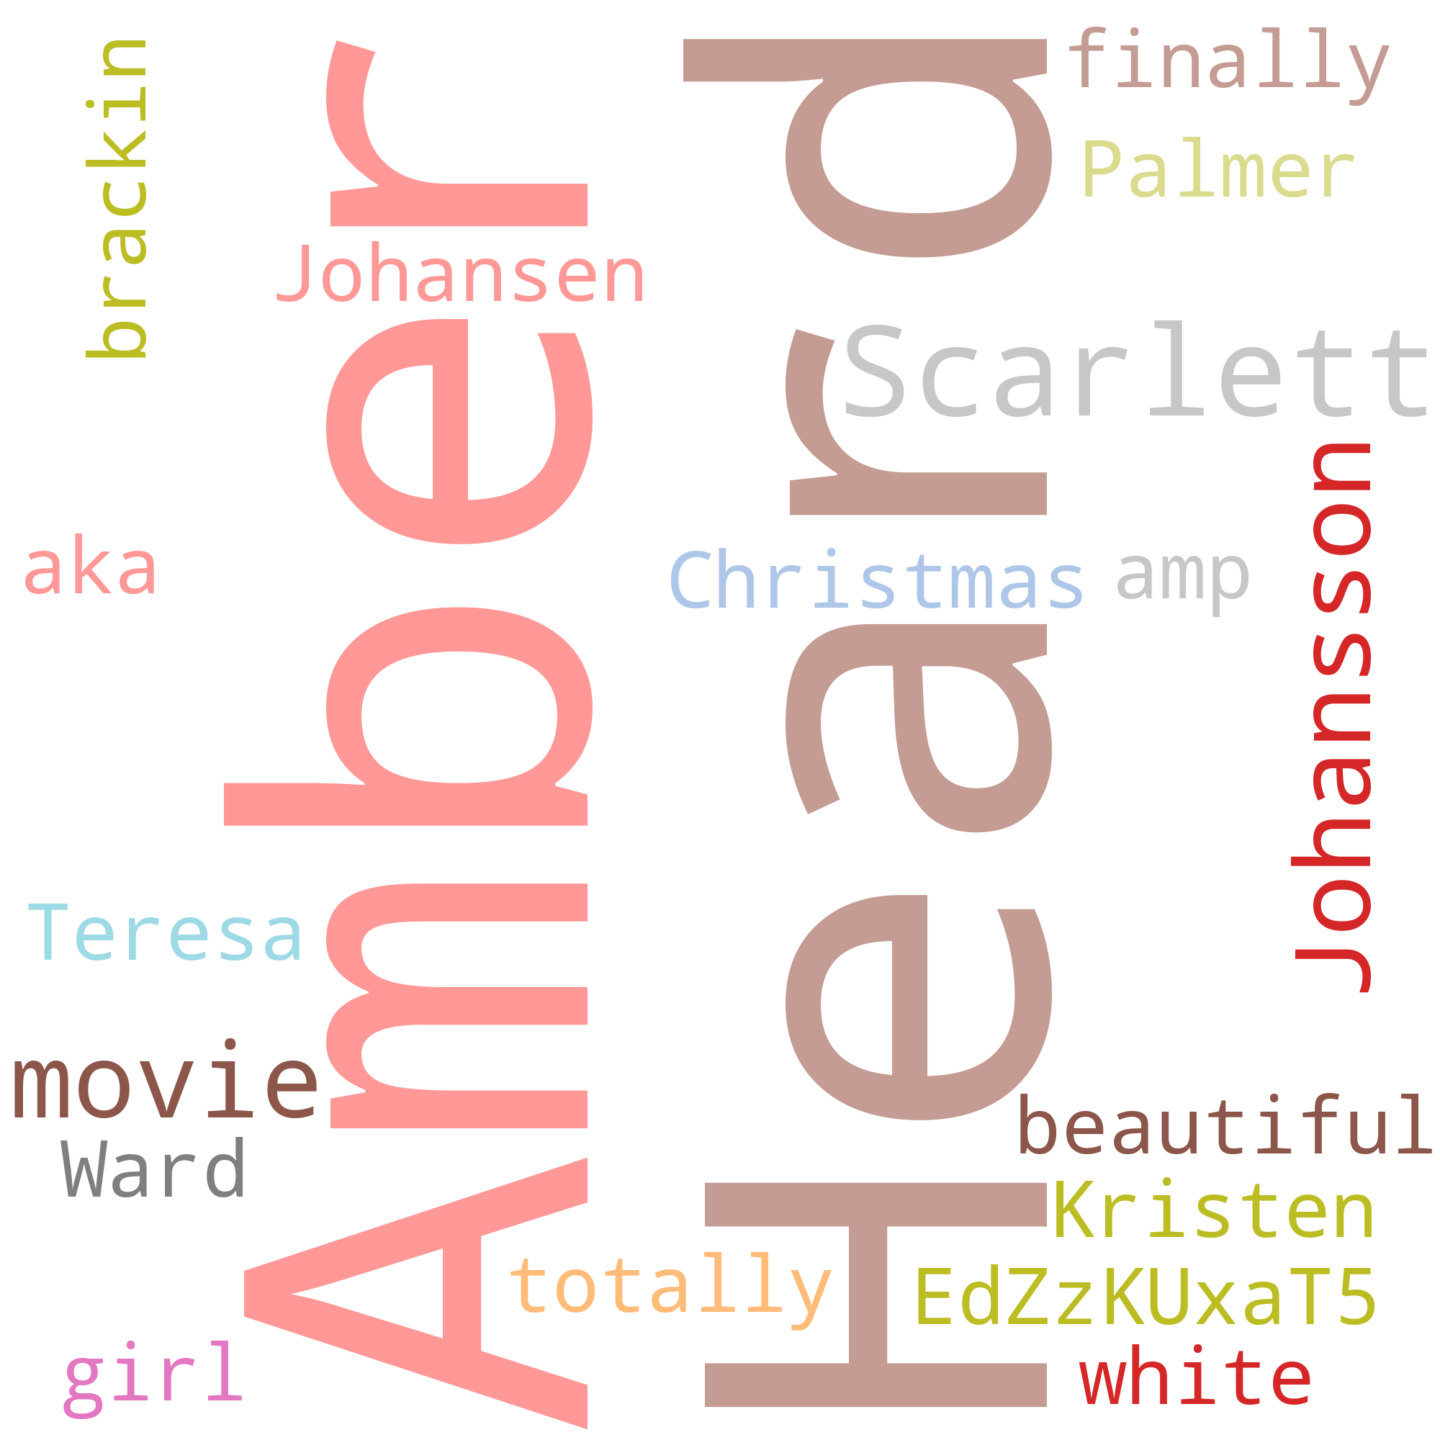 brackin
Amber
Heard
finally
Palmer
Johansen
Scarlett
Johansson
aka
Christmas
amp
Teresa
movie
Ward
beautiful
Kristen
totally
EdZzKUxaT5
girl
white